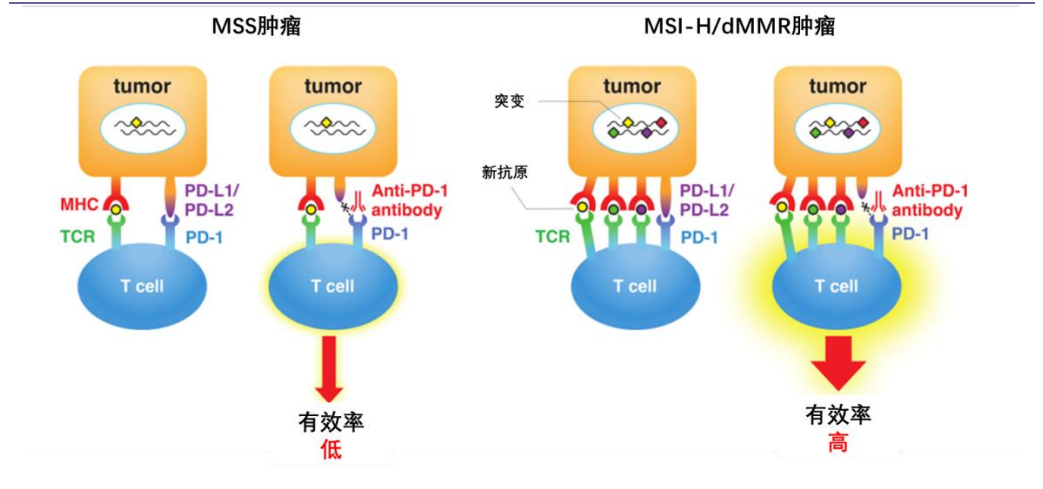 MSS肿瘤
tumor
MHC
PD-L1/
PD-L2
TCR
PD-1
T cell
tumor
Anti-PD-1
antibody
PD-1
T cell
有效率
低
MSI-H/dMMR肿瘤
突变
新抗原
tumor
PD-L1/
PD-L2
TCR
PD-1
T cell
tumor
Anti-PD-1
antibody
PD-1
T cell
有效率
高